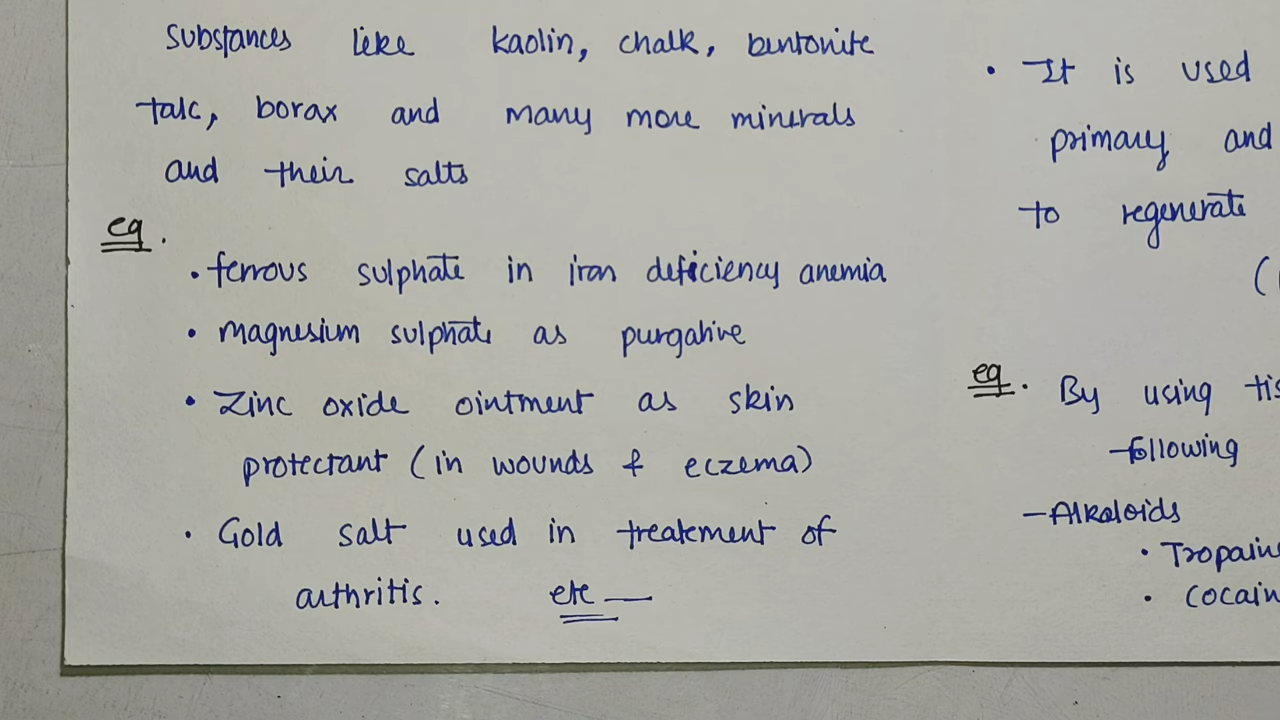 substances like kaolin, chalk, bentonite
talc, borax and many more minerals
and their salts
eg.
• ferrous sulphate in iron deficiency anemia
• magnesium sulphate as purgative
• Zinc oxide ointment as skin
protectant (in wounds & eczema)
• Gold salt used in treatement of
arthritis. etc —
• It is used
primary and
to regenerate
(
eg. By using tis
following
- Alkaloids
• Tropain
• Cocain